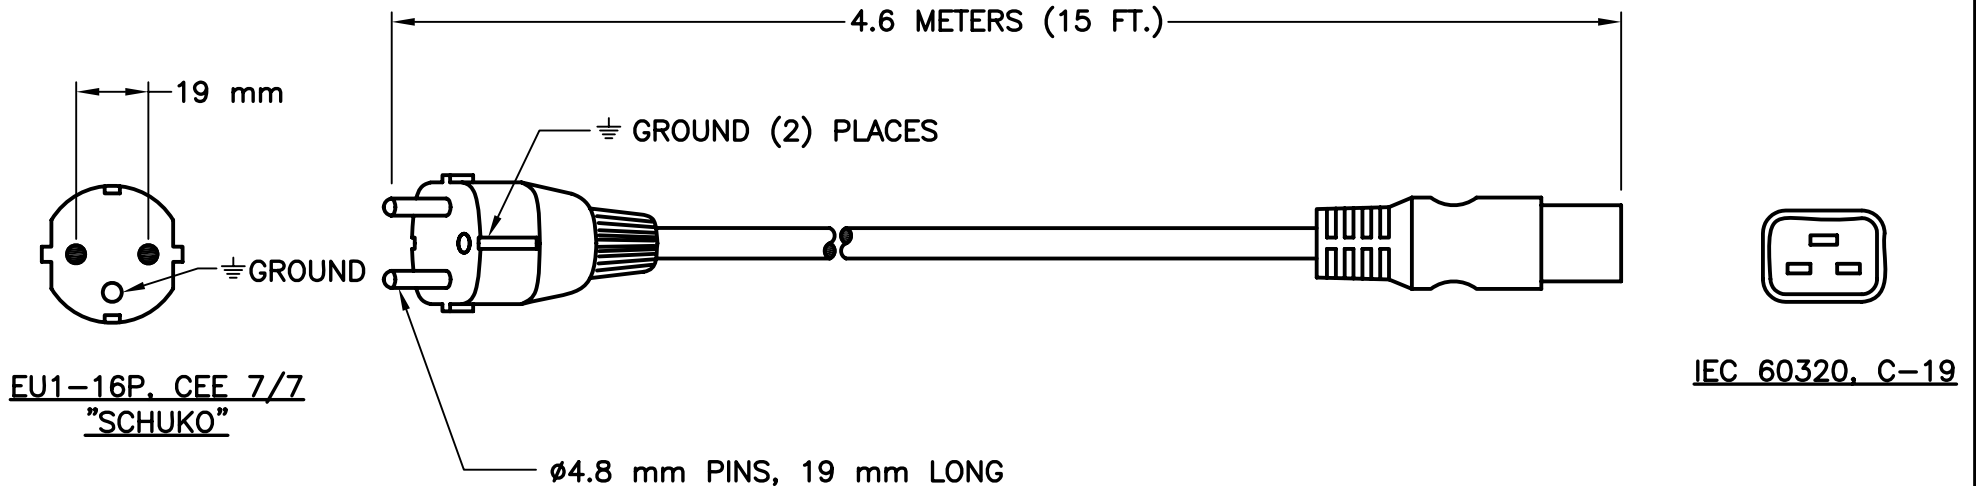 4.6 METERS (15 FT.)
19 mm
⏚ GROUND (2) PLACES
⏚ GROUND
EU1-16P, CEE 7/7
"SCHUKO"
IEC 60320, C-19
ø4.8 mm PINS, 19 mm LONG